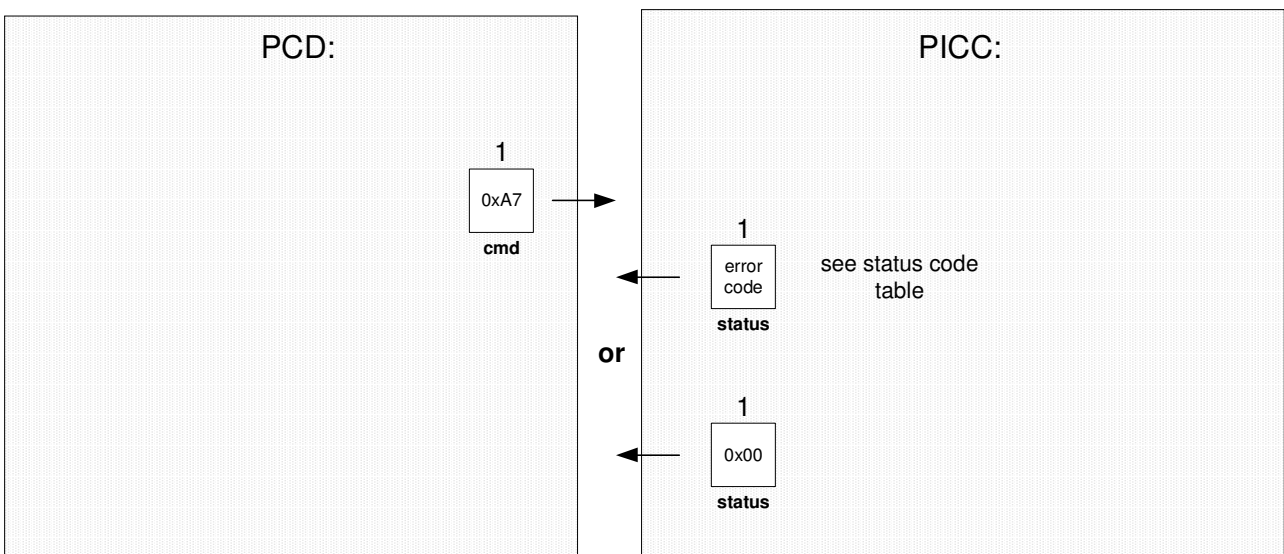 PCD:
PICC:
1
0xA7
cmd
1
error
code
status
see status code
table
or
1
0x00
status